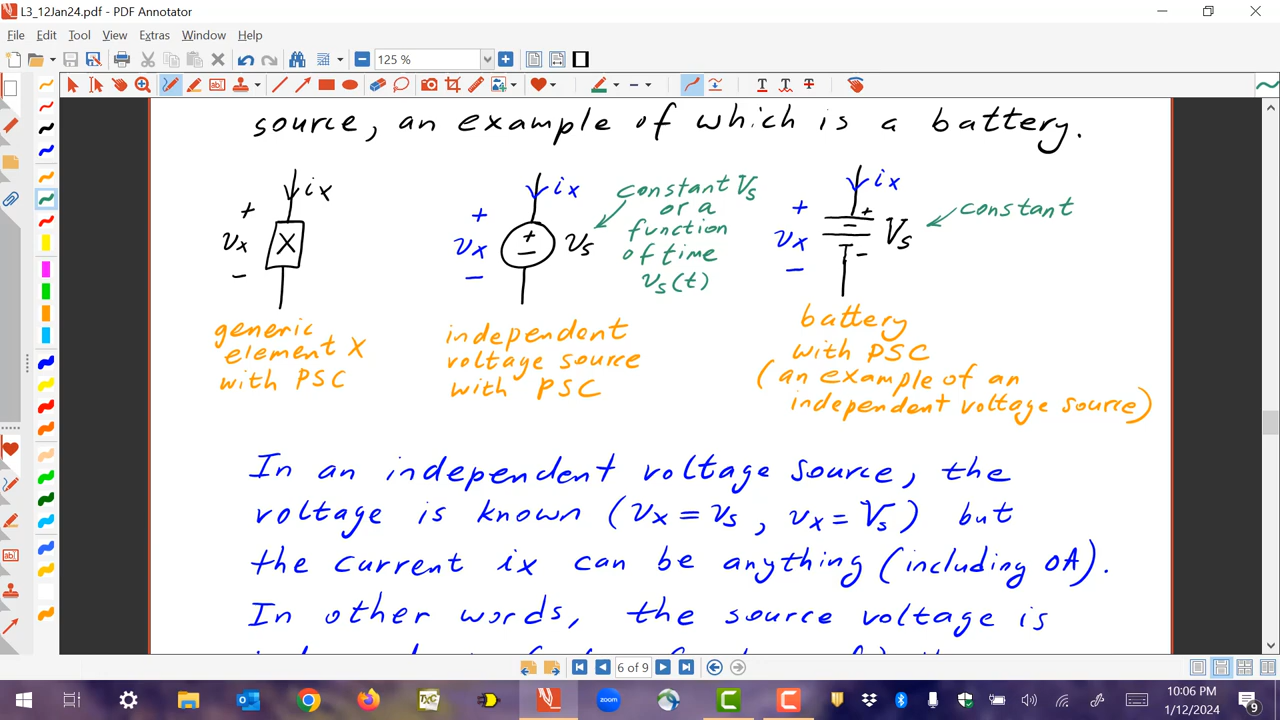 L3_12Jan24.pdf - PDF Annotator
File Edit Tool View Extras Window Help
125 %
source, an example of which is a battery.
ix
+
vx
-
X
generic
element X
with PSC
ix
+
vx
-
+
-
vs
constant Vs
or a
function
of time
vs(t)
independent
voltage source
with PSC
ix
+
vx
-
+
-
Vs
constant
battery
with PSC
(an example of an
independent voltage source)
In an independent voltage source, the
voltage is known (vx = vs, vx = Vs) but
the current ix can be anything (including 0A).
In other words, the source voltage is
6 of 9
zoom
10:06 PM
1/12/2024
9